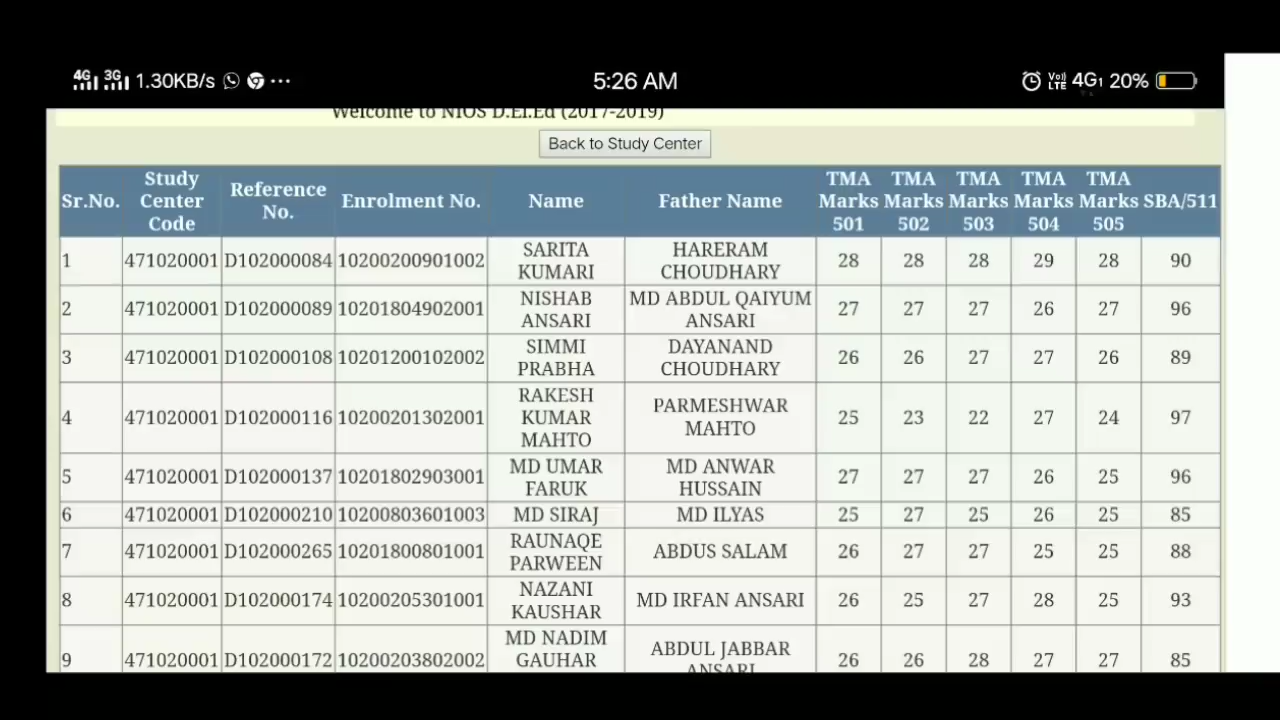 4G 3G 1.30KB/s ... 5:26 AM VoLTE 4G1 20%
Welcome to NIOS D.El.Ed (2017-2019)
Back to Study Center
Sr.No. Study Center Code Reference No. Enrolment No. Name Father Name TMA Marks 501 TMA Marks 502 TMA Marks 503 TMA Marks 504 TMA Marks 505 SBA/511
1 471020001 D102000084 10200200901002 SARITA KUMARI HARERAM CHOUDHARY 28 28 28 29 28 90
2 471020001 D102000089 10201804902001 NISHAB ANSARI MD ABDUL QAIYUM ANSARI 27 27 27 26 27 96
3 471020001 D102000108 10201200102002 SIMMI PRABHA DAYANAND CHOUDHARY 26 26 27 27 26 89
4 471020001 D102000116 10200201302001 RAKESH KUMAR MAHTO PARMESHWAR MAHTO 25 23 22 27 24 97
5 471020001 D102000137 10201802903001 MD UMAR FARUK MD ANWAR HUSSAIN 27 27 27 26 25 96
6 471020001 D102000210 10200803601003 MD SIRAJ MD ILYAS 25 27 25 26 25 85
7 471020001 D102000265 10201800801001 RAUNAQE PARWEEN ABDUS SALAM 26 27 27 25 25 88
8 471020001 D102000174 10200205301001 NAZANI KAUSHAR MD IRFAN ANSARI 26 25 27 28 25 93
9 471020001 D102000172 10200203802002 MD NADIM GAUHAR ABDUL JABBAR ANSARI 26 26 28 27 27 85